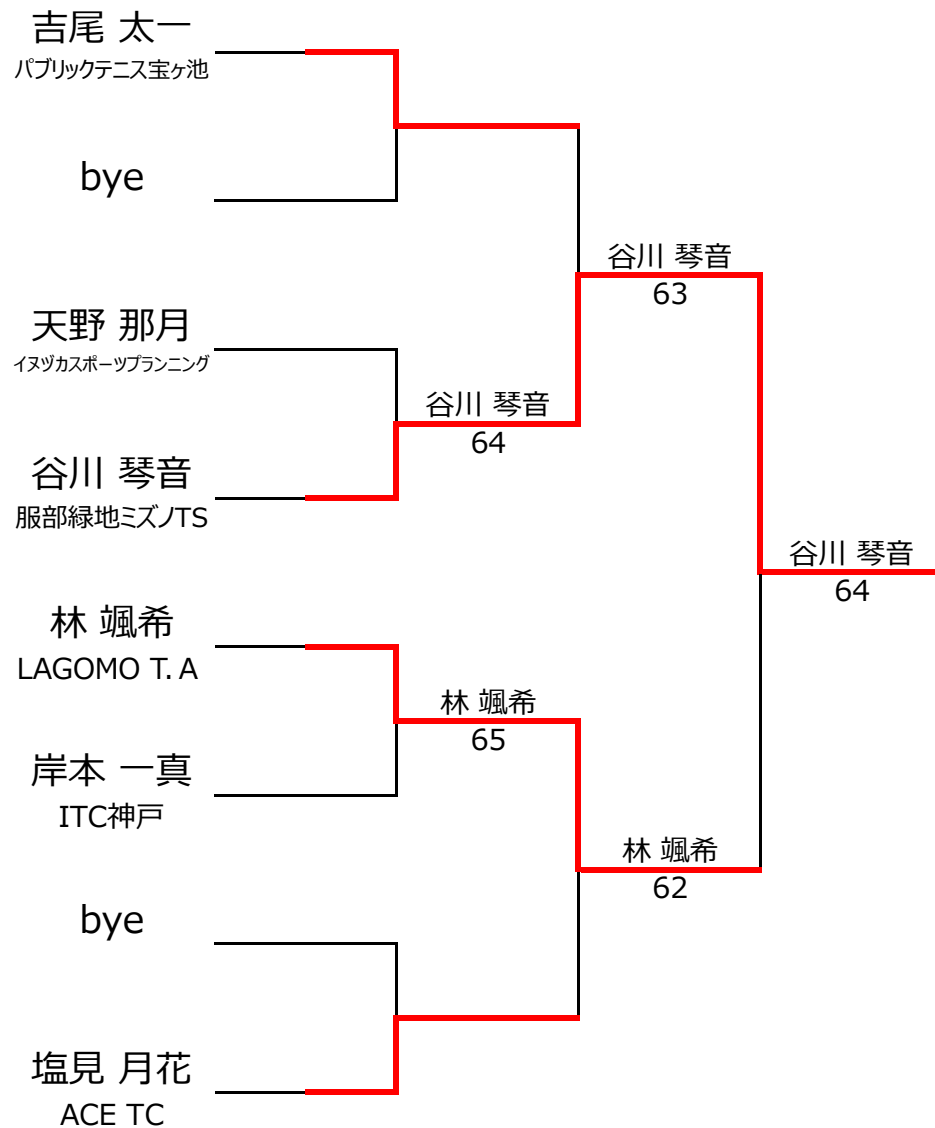 吉尾 太一
パブリックテニス宝ヶ池
bye
天野 那月
イヌヅカスポーツプランニング
谷川 琴音
服部緑地ミズノTS
林 颯希
LAGOMO T. A
岸本 一真
ITC神戸
bye
塩見 月花
ACE TC
谷川 琴音
64
林 颯希
65
谷川 琴音
63
林 颯希
62
谷川 琴音
64